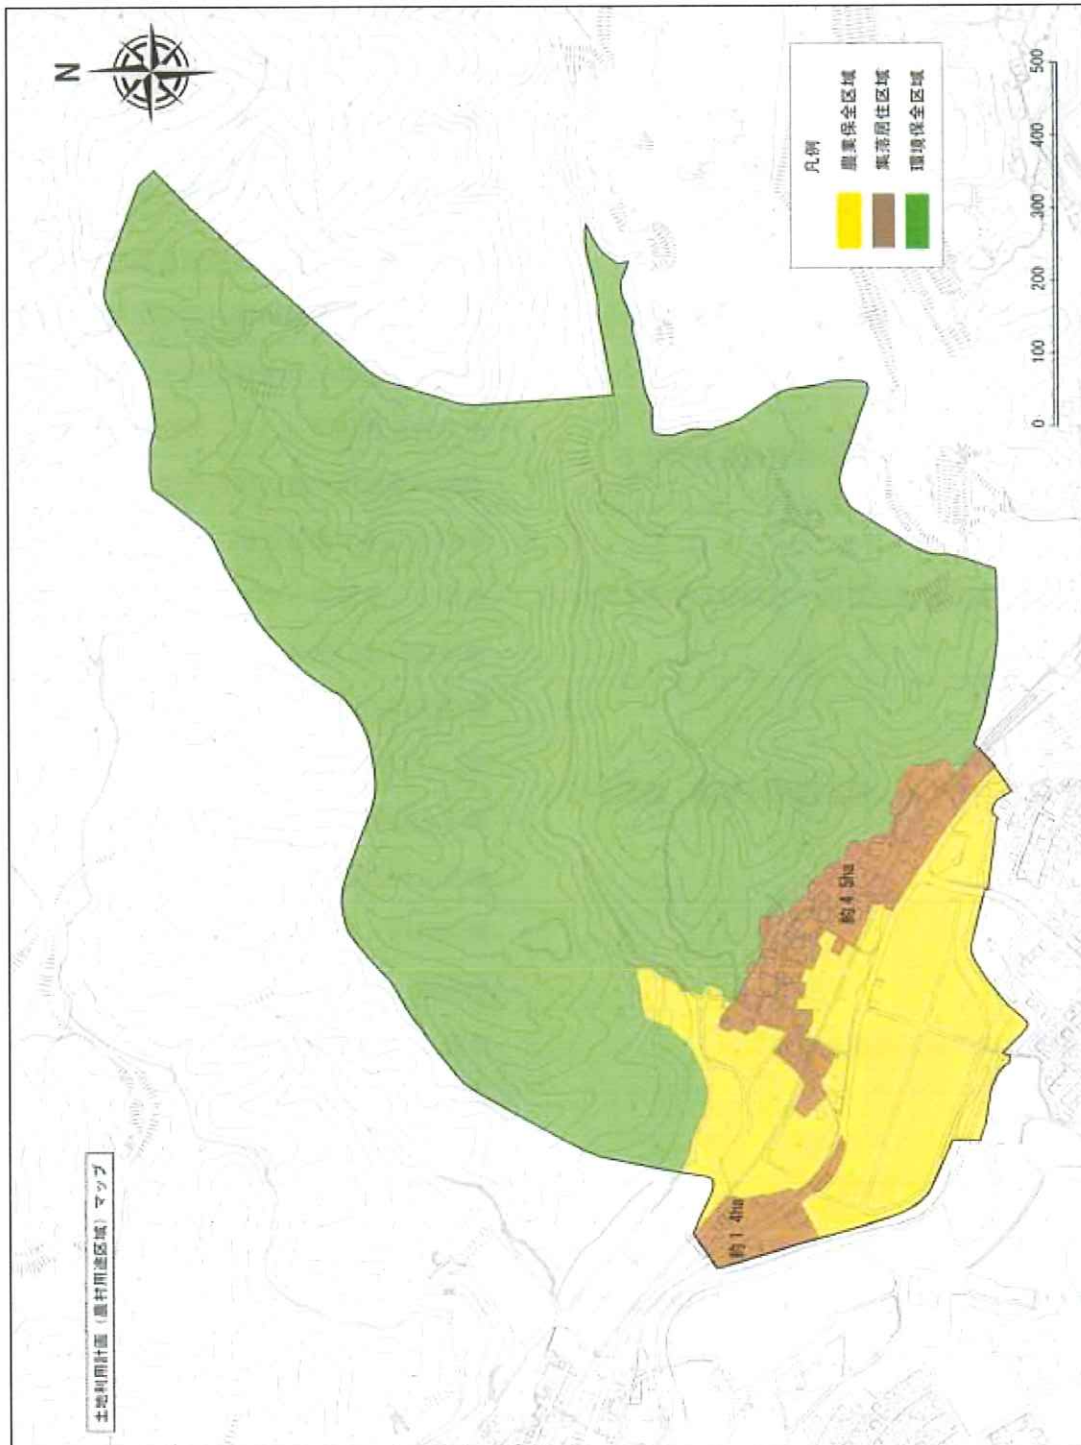 土地利用計画（農村用途区域）マップ
N
凡例
農業保全区域
集落居住区域
環境保全区域
約4.5ha
約1.4ha
0 100 200 300 400 500